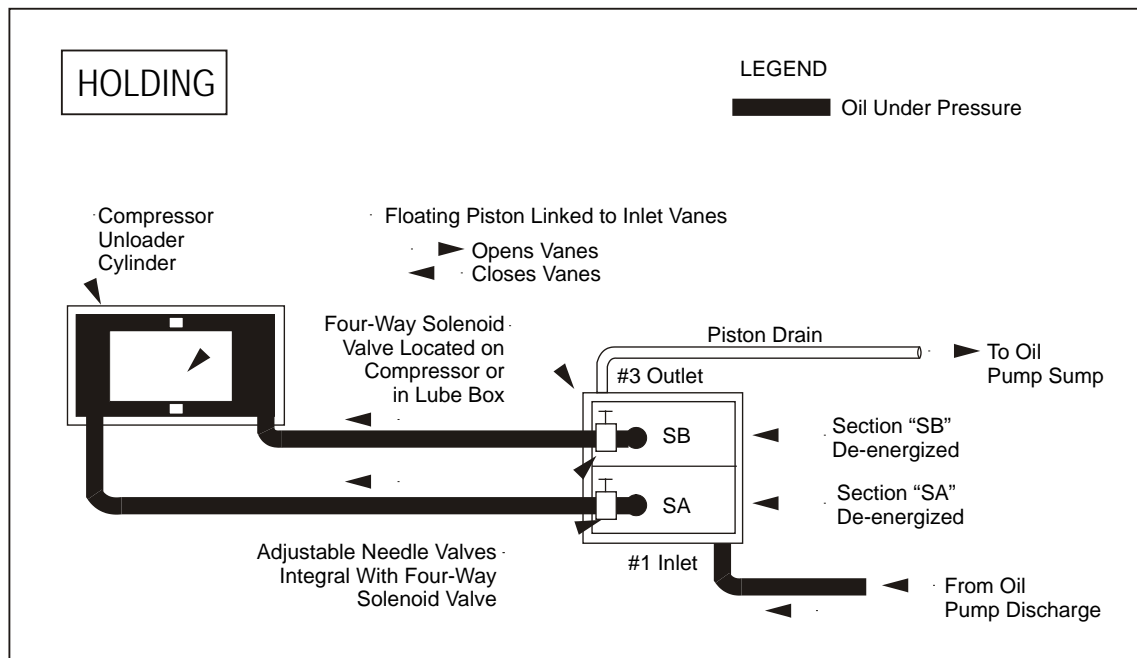 HOLDING
LEGEND
Oil Under Pressure
Compressor
Unloader
Cylinder
Floating Piston Linked to Inlet Vanes
Opens Vanes
Closes Vanes
Four-Way Solenoid
Valve Located on
Compressor or
in Lube Box
Piston Drain
To Oil
Pump Sump
#3 Outlet
SB
Section “SB”
De-energized
SA
Section “SA”
De-energized
Adjustable Needle Valves
Integral With Four-Way
Solenoid Valve
#1 Inlet
From Oil
Pump Discharge